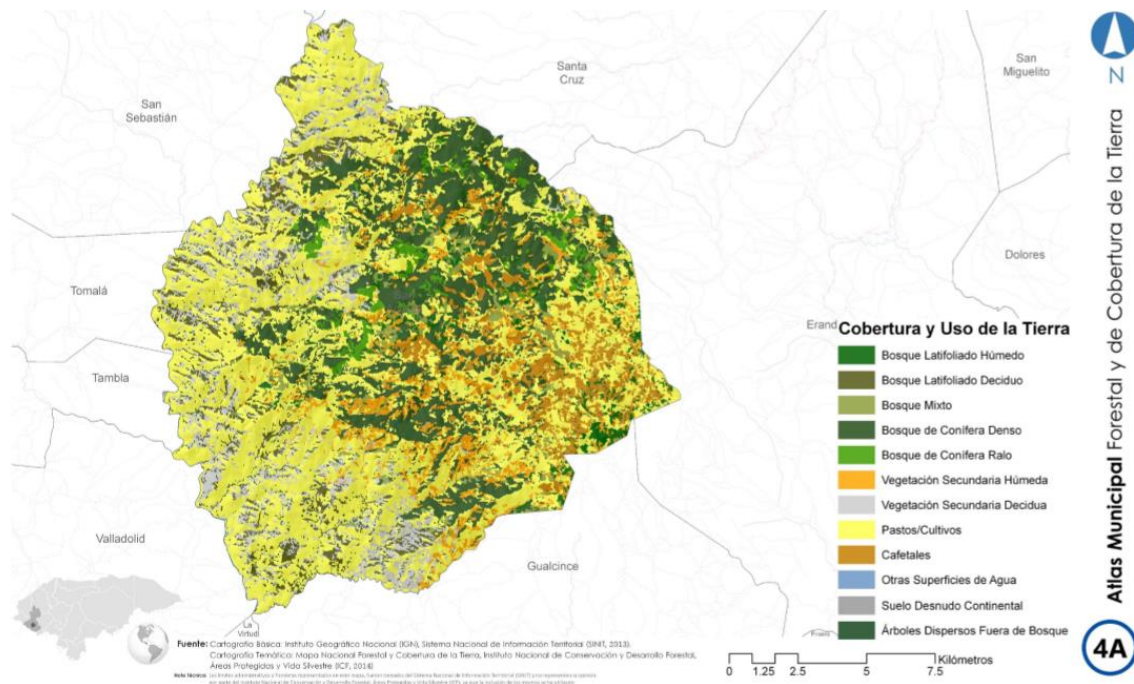 San
Sebastián
Santa
Cruz
San
Miguelito
Tomalá
Tambla
Valladolid
La
Virtud
Gualcince
Dolores
Erand
N
Atlas Municipal Forestal y de Cobertura de la Tierra
4A
Cobertura y Uso de la Tierra
Bosque Latifoliado Húmedo
Bosque Latifoliado Deciduo
Bosque Mixto
Bosque de Conífera Denso
Bosque de Conífera Ralo
Vegetación Secundaria Húmeda
Vegetación Secundaria Decidua
Pastos/Cultivos
Cafetales
Otras Superficies de Agua
Suelo Desnudo Continental
Árboles Dispersos Fuera de Bosque
Kilómetros
0 1.25 2.5 5 7.5
Fuente: Cartografía Básica: Instituto Geográfico Nacional (IGN), Sistema Nacional de Información Territorial (SINIT, 2013).
Cartografía Temática: Mapa Nacional Forestal y Cobertura de la Tierra, Instituto Nacional de Conservación y Desarrollo Forestal,
Áreas Protegidas y Vida Silvestre (ICF, 2014)